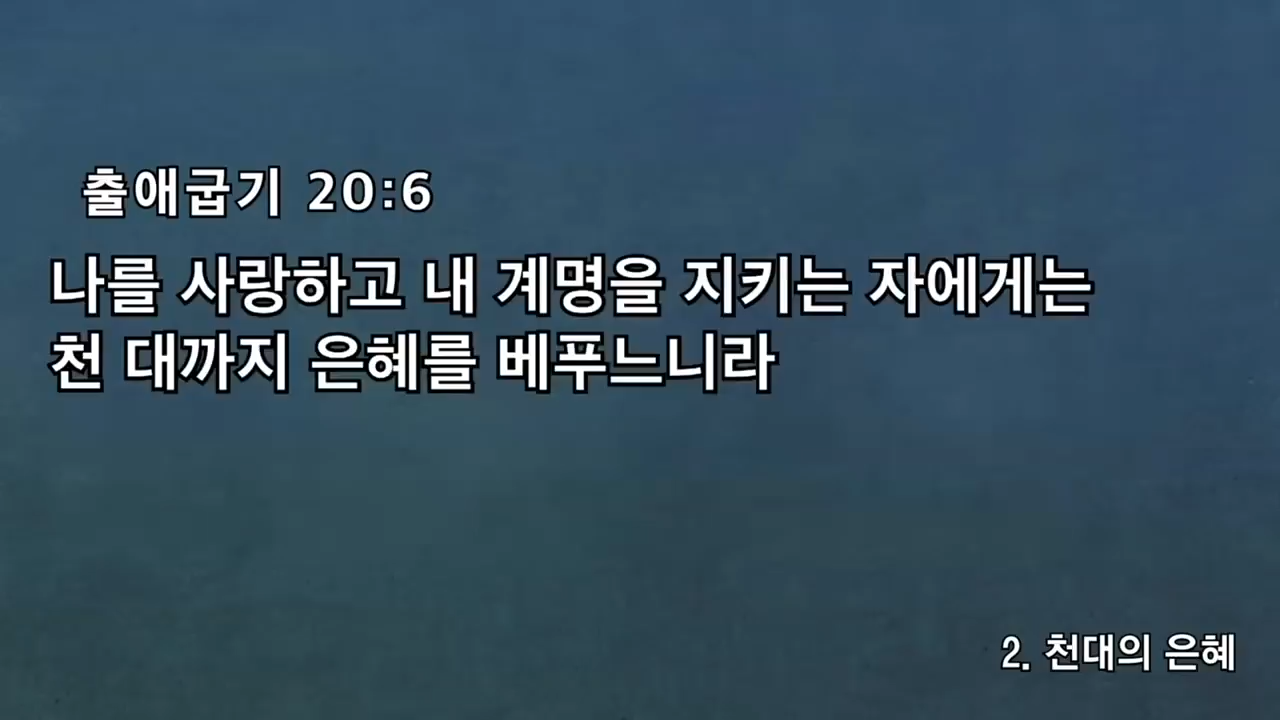 출애굽기 20:6
나를 사랑하고 내 계명을 지키는 자에게는
천 대까지 은혜를 베푸느니라
2. 천대의 은혜